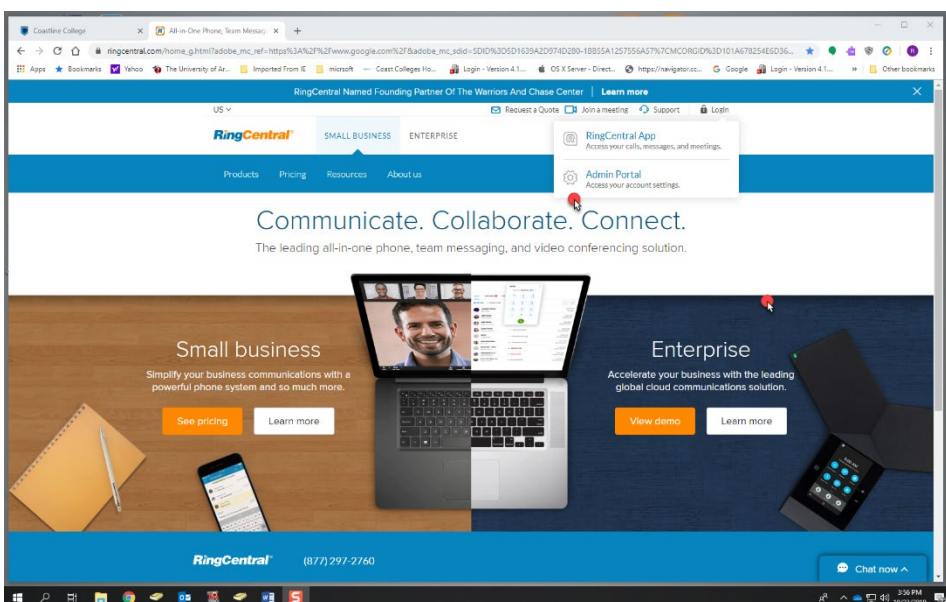 Coastline College
All-in-One Phone, Team Messag
ringcentral.com/home_g.html?adobe_mc_ref=https%3A%2F%2Fwww.google.com%2F&adobe_mc_sdid=SDID%3D5D1639A2D974D280-18B55A1257556A57%7CMCORGID%3D101A678254E6D36...
Apps Bookmarks Yahoo The University of Ar... Imported From IE micrsoft Coast Colleges Ho... Login - Version 4.1... OS X Server - Direct... https://navigator.cc... Google Login - Version 4.1... » Other bookmarks
RingCentral Named Founding Partner Of The Warriors And Chase Center | Learn more
US Request a Quote Join a meeting Support Login
RingCentral SMALL BUSINESS ENTERPRISE
RingCentral App
Access your calls, messages, and meetings.
Admin Portal
Access your account settings.
Products Pricing Resources About us
Communicate. Collaborate. Connect.
The leading all-in-one phone, team messaging, and video conferencing solution.
Small business
Simplify your business communications with a
powerful phone system and so much more.
See pricing Learn more
Enterprise
Accelerate your business with the leading
global cloud communications solution.
View demo Learn more
RingCentral (877) 297-2760
Chat now
3:56 PM